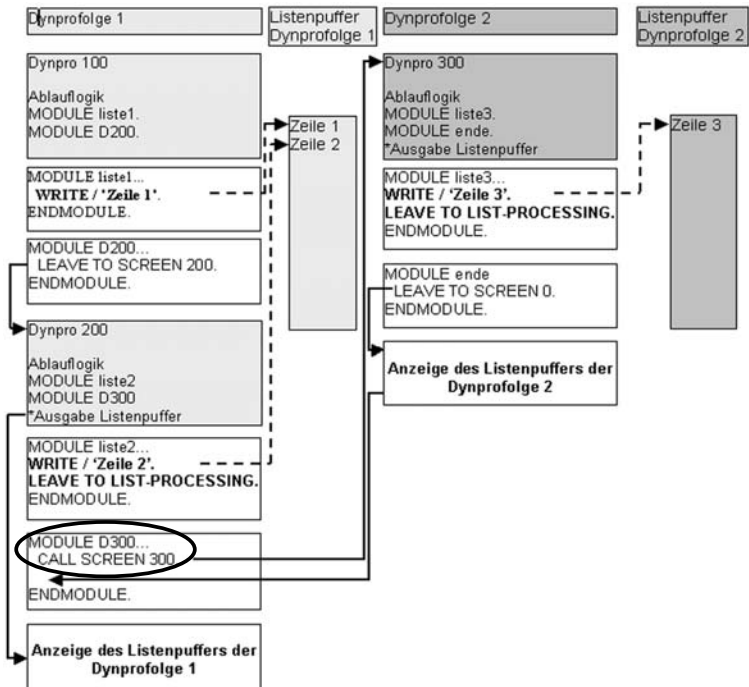 Dynprofolge 1
Listenpuffer
Dynprofolge 1
Dynpro 100
Ablauflogik
MODULE liste1.
MODULE D200.
Zeile 1
Zeile 2
MODULE liste1...
WRITE / 'Zeile 1'.
ENDMODULE.
MODULE D200...
LEAVE TO SCREEN 200.
ENDMODULE.
Dynpro 200
Ablauflogik
MODULE liste2
MODULE D300
*Ausgabe Listenpuffer
MODULE liste2...
WRITE / ‘Zeile 2’.
LEAVE TO LIST-PROCESSING.
ENDMODULE.
MODULE D300...
CALL SCREEN 300
ENDMODULE.
Anzeige des Listenpuffers der
Dynprofolge 1
Dynprofolge 2
Listenpuffer
Dynprofolge 2
Dynpro 300
Ablauflogik
MODULE liste3.
MODULE ende.
*Ausgabe Listenpuffer
Zeile 3
MODULE liste3...
WRITE / ‘Zeile 3’.
LEAVE TO LIST-PROCESSING.
ENDMODULE.
MODULE ende
LEAVE TO SCREEN 0.
ENDMODULE.
Anzeige des Listenpuffers der
Dynprofolge 2